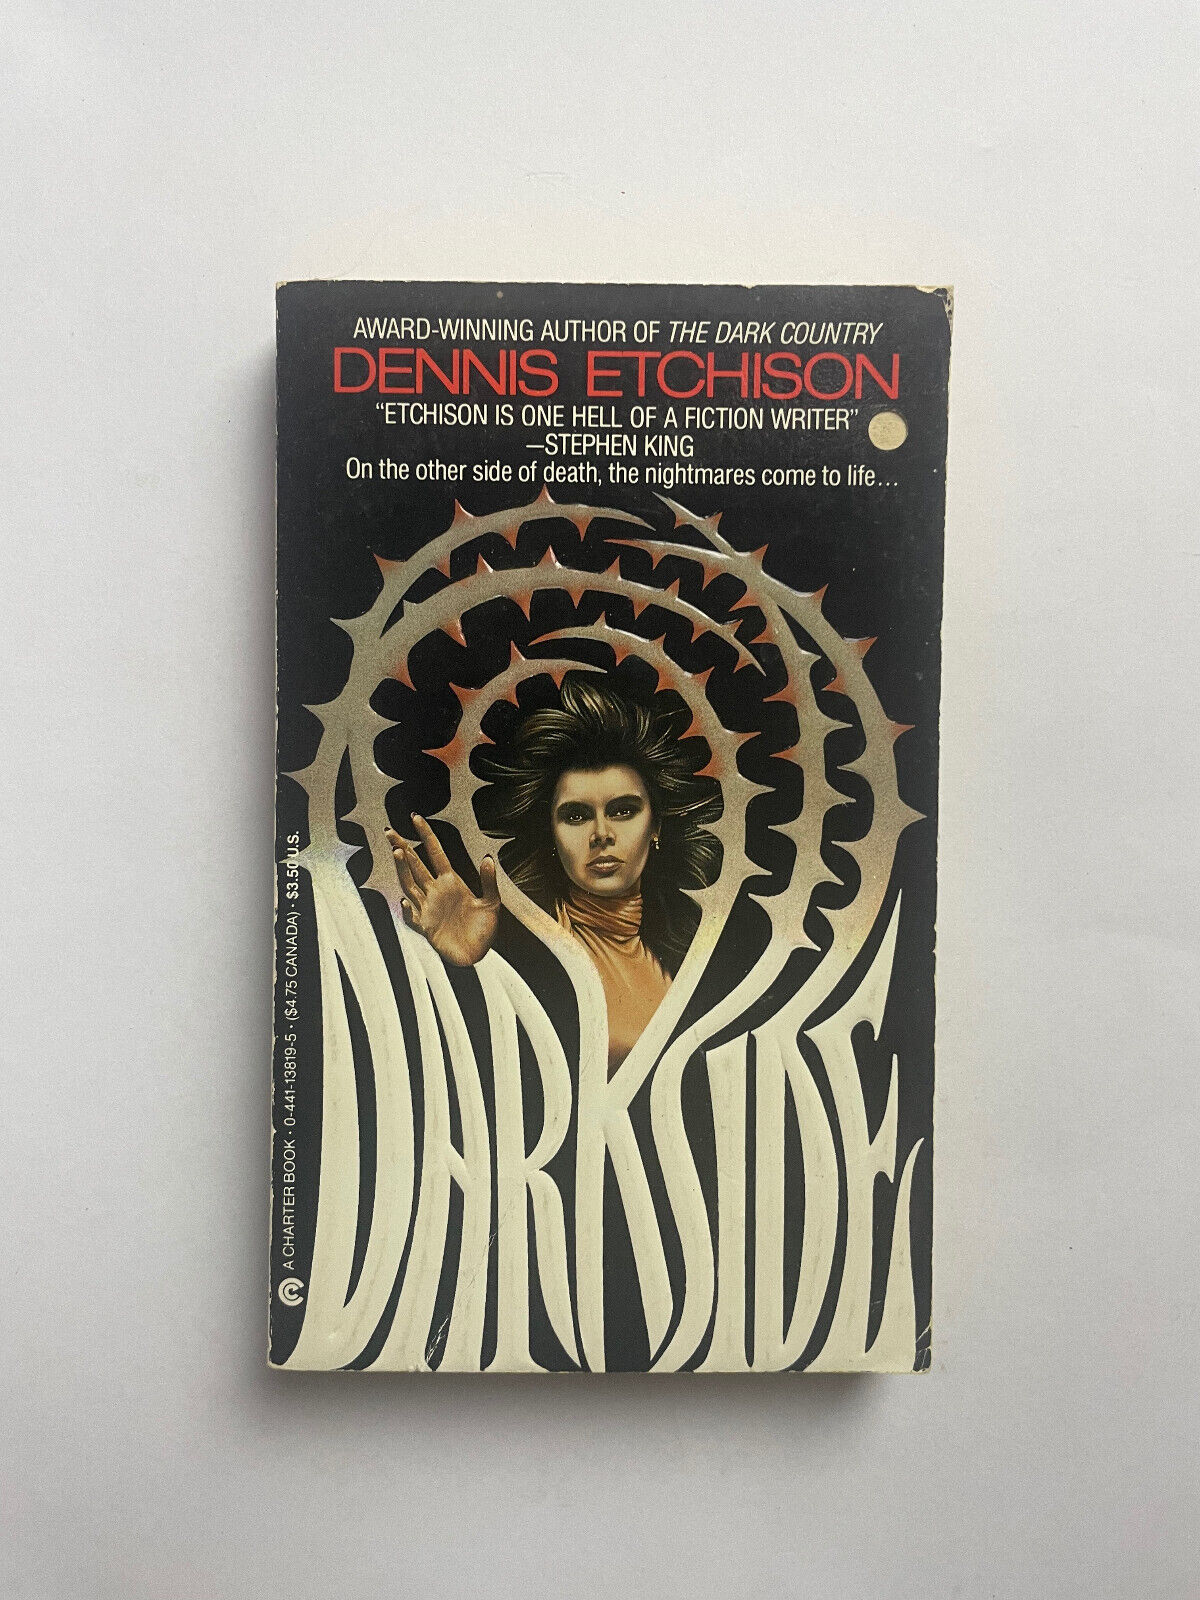 AWARD-WINNING AUTHOR OF THE DARK COUNTRY
DENNIS ETCHISON
"ETCHISON IS ONE HELL OF A FICTION WRITER"
—STEPHEN KING
On the other side of death, the nightmares come to life...
DARKSIDE
A CHARTER BOOK · 0-441-13819-5 · ($4.75 CANADA) · $3.50 U.S.